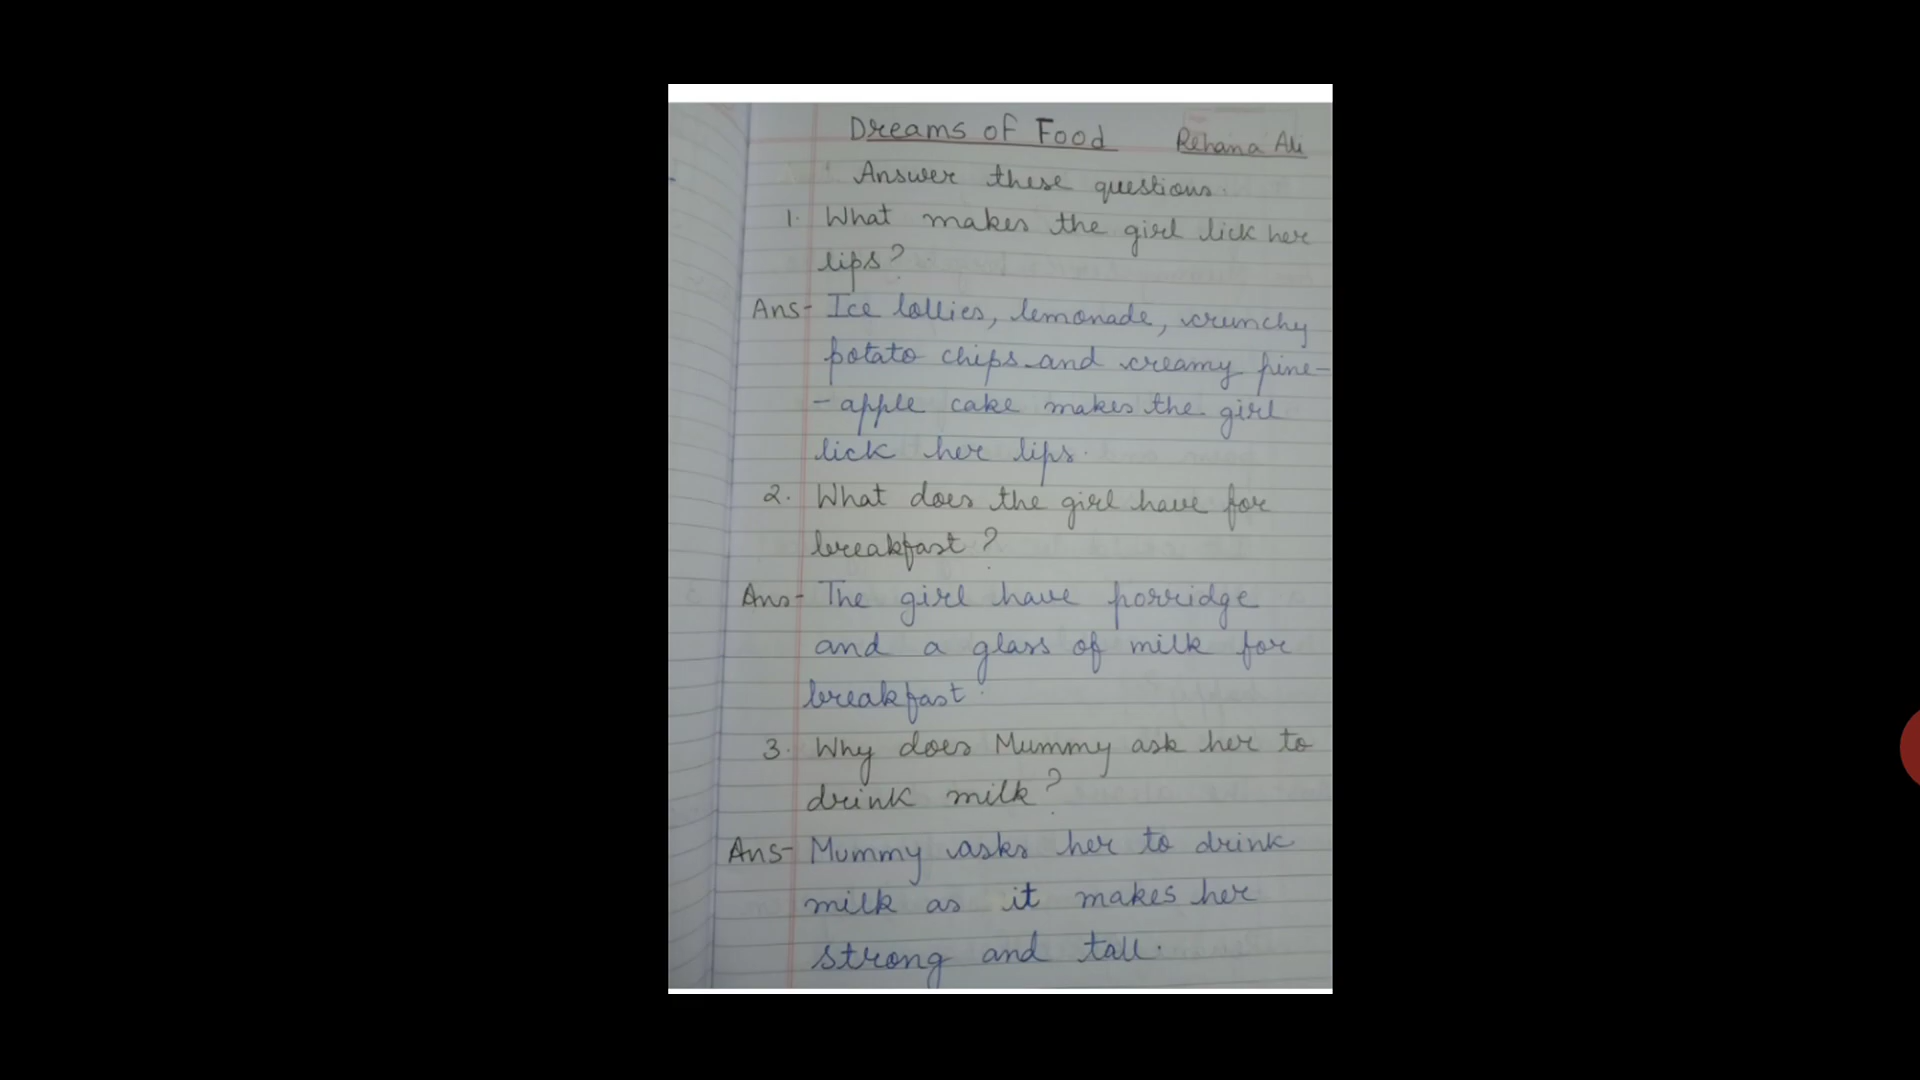 Dreams of Food Rehana Ali
Answer these questions.
1. What makes the girl lick her
lips?
Ans- Ice lollies, lemonade, crunchy
potato chips and creamy pine-
- apple cake makes the girl
lick her lips.
2. What does the girl have for
breakfast?
Ans- The girl have porridge
and a glass of milk for
breakfast.
3. Why does Mummy ask her to
drink milk?
Ans- Mummy asks her to drink
milk as it makes her
strong and tall.